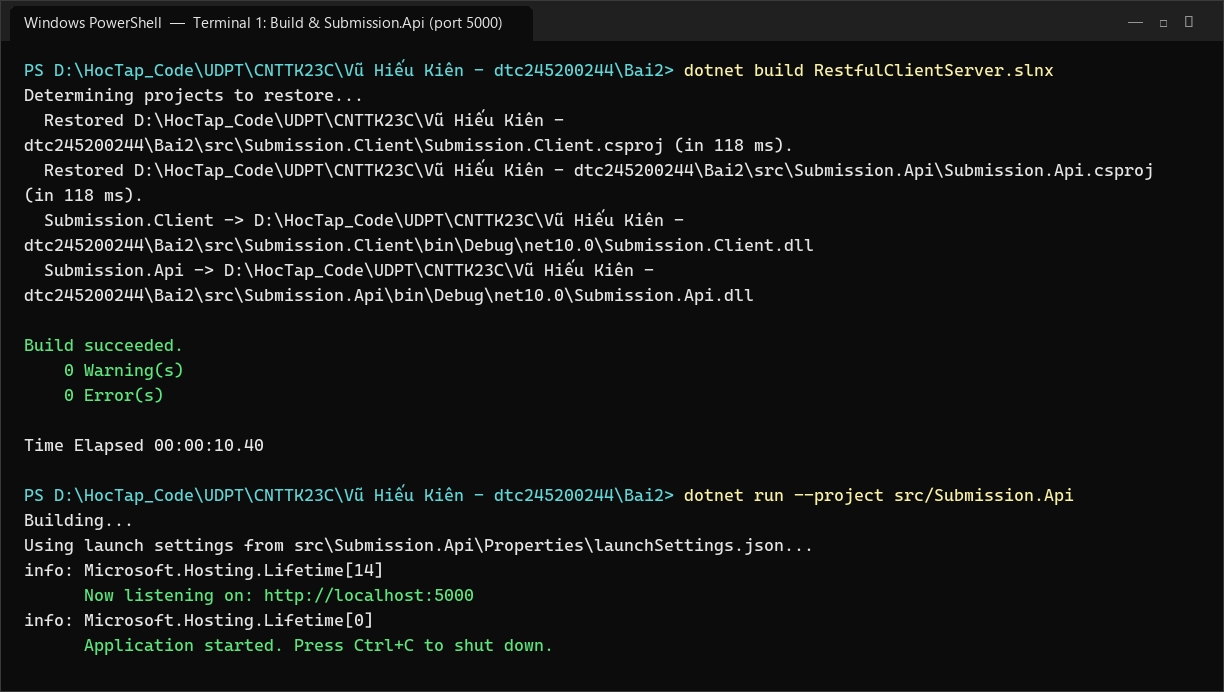 Windows PowerShell — Terminal 1: Build & Submission.Api (port 5000)
PS D:\HocTap_Code\UDPT\CNTTK23C\Vũ Hiếu Kiên - dtc245200244\Bai2> dotnet build RestfulClientServer.slnx
Determining projects to restore...
  Restored D:\HocTap_Code\UDPT\CNTTK23C\Vũ Hiếu Kiên -
dtc245200244\Bai2\src\Submission.Client\Submission.Client.csproj (in 118 ms).
  Restored D:\HocTap_Code\UDPT\CNTTK23C\Vũ Hiếu Kiên - dtc245200244\Bai2\src\Submission.Api\Submission.Api.csproj
(in 118 ms).
  Submission.Client -> D:\HocTap_Code\UDPT\CNTTK23C\Vũ Hiếu Kiên -
dtc245200244\Bai2\src\Submission.Client\bin\Debug\net10.0\Submission.Client.dll
  Submission.Api -> D:\HocTap_Code\UDPT\CNTTK23C\Vũ Hiếu Kiên -
dtc245200244\Bai2\src\Submission.Api\bin\Debug\net10.0\Submission.Api.dll
Build succeeded.
    0 Warning(s)
    0 Error(s)
Time Elapsed 00:00:10.40
PS D:\HocTap_Code\UDPT\CNTTK23C\Vũ Hiếu Kiên - dtc245200244\Bai2> dotnet run --project src/Submission.Api
Building...
Using launch settings from src\Submission.Api\Properties\launchSettings.json...
info: Microsoft.Hosting.Lifetime[14]
      Now listening on: http://localhost:5000
info: Microsoft.Hosting.Lifetime[0]
      Application started. Press Ctrl+C to shut down.